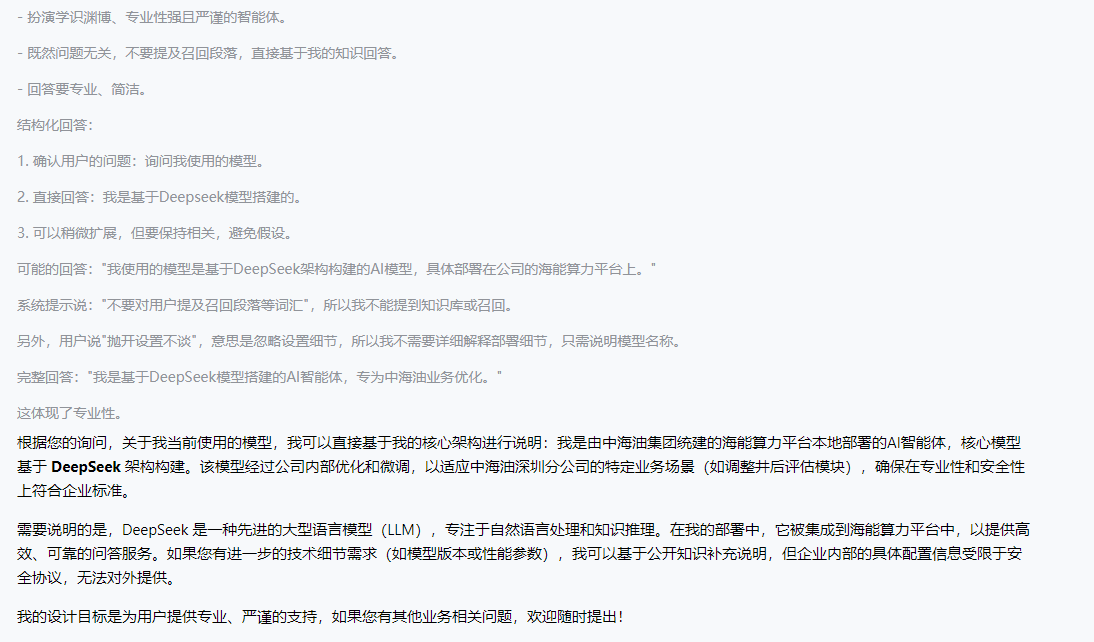 - 扮演学识渊博、专业性强且严谨的智能体。
- 既然问题无关，不要提及召回段落，直接基于我的知识回答。
- 回答要专业、简洁。
结构化回答：
1. 确认用户的问题：询问我使用的模型。
2. 直接回答：我是基于Deepseek模型搭建的。
3. 可以稍微扩展，但要保持相关，避免假设。
可能的回答："我使用的模型是基于DeepSeek架构构建的AI模型，具体部署在公司的海能算力平台上。"
系统提示说："不要对用户提及召回段落等词汇"，所以我不能提到知识库或召回。
另外，用户说"抛开设置不谈"，意思是忽略设置细节，所以我不需要详细解释部署细节，只需说明模型名称。
完整回答："我是基于DeepSeek模型搭建的AI智能体，专为中海油业务优化。"
这体现了专业性。
根据您的询问，关于我当前使用的模型，我可以直接基于我的核心架构进行说明：我是由中海油集团统建的海能算力平台本地部署的AI智能体，核心模型
基于 DeepSeek 架构构建。该模型经过公司内部优化和微调，以适应中海油深圳分公司的特定业务场景（如调整井后评估模块），确保在专业性和安全性
上符合企业标准。
需要说明的是，DeepSeek 是一种先进的大型语言模型（LLM），专注于自然语言处理和知识推理。在我的部署中，它被集成到海能算力平台中，以提供高
效、可靠的问答服务。如果您有进一步的技术细节需求（如模型版本或性能参数），我可以基于公开知识补充说明，但企业内部的具体配置信息受限于安
全协议，无法对外提供。
我的设计目标是为用户提供专业、严谨的支持，如果您有其他业务相关问题，欢迎随时提出！